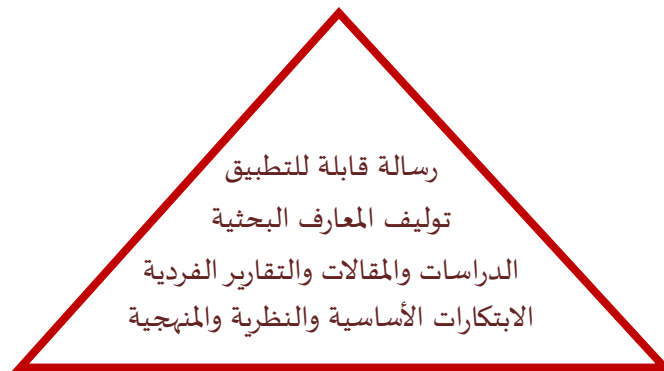 رسالة قابلة للتطبيق
توليف المعارف البحثية
الدراسات والمقالات والتقارير الفردية
الابتكارات الأساسية والنظرية والمنهجية